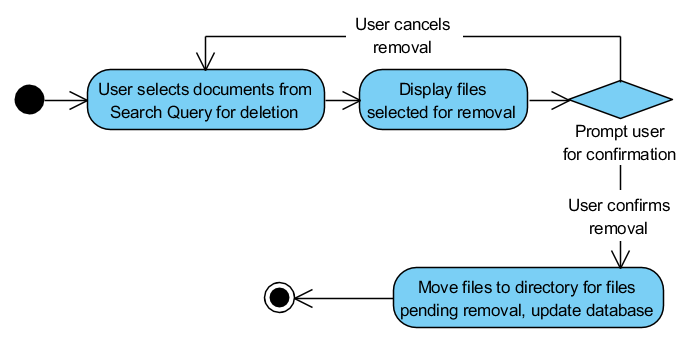 User cancels
removal
User selects documents from
Search Query for deletion
Display files
selected for removal
Prompt user
for confirmation
User confirms
removal
Move files to directory for files
pending removal, update database